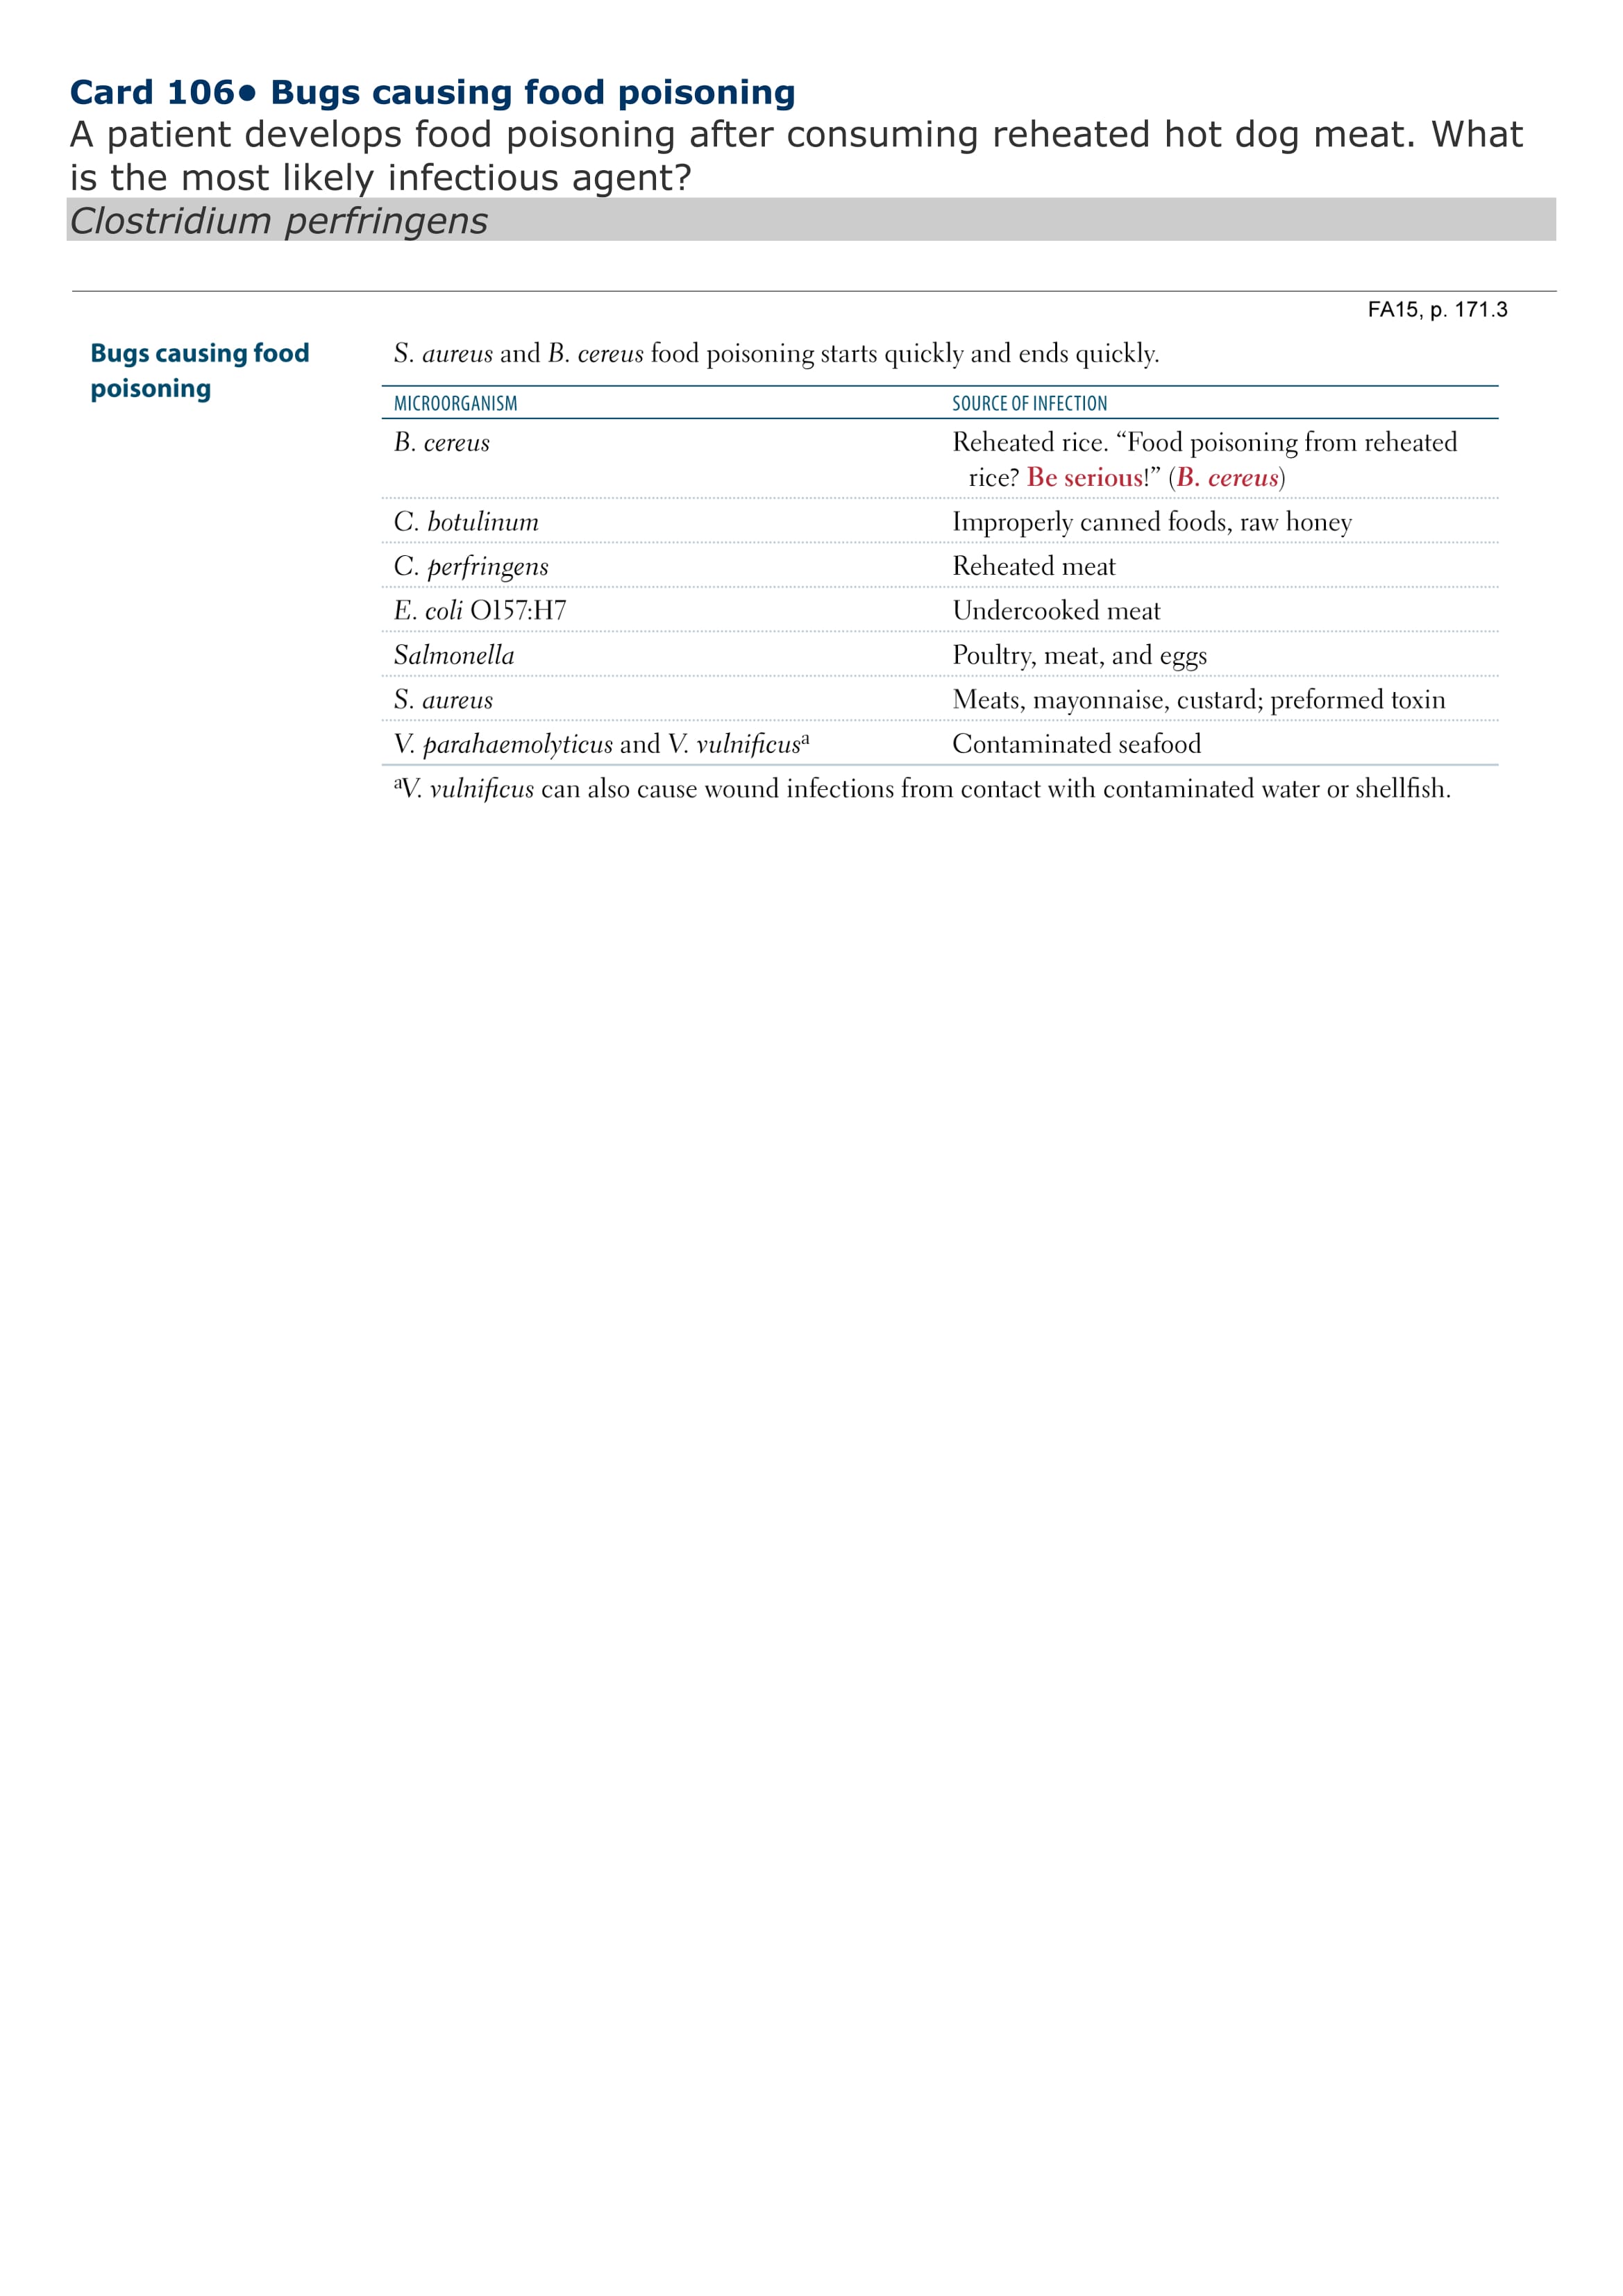 Card 106• Bugs causing food poisoning
A patient develops food poisoning after consuming reheated hot dog meat. What
is the most likely infectious agent?
Clostridium perfringens
FA15, p. 171.3
Bugs causing food
poisoning
S. aureus and B. cereus food poisoning starts quickly and ends quickly.
MICROORGANISM SOURCE OF INFECTION
B. cereus Reheated rice. “Food poisoning from reheated
rice? Be serious!” (B. cereus)
C. botulinum Improperly canned foods, raw honey
C. perfringens Reheated meat
E. coli O157:H7 Undercooked meat
Salmonella Poultry, meat, and eggs
S. aureus Meats, mayonnaise, custard; preformed toxin
V. parahaemolyticus and V. vulnificusᵃ Contaminated seafood
ᵃV. vulnificus can also cause wound infections from contact with contaminated water or shellfish.